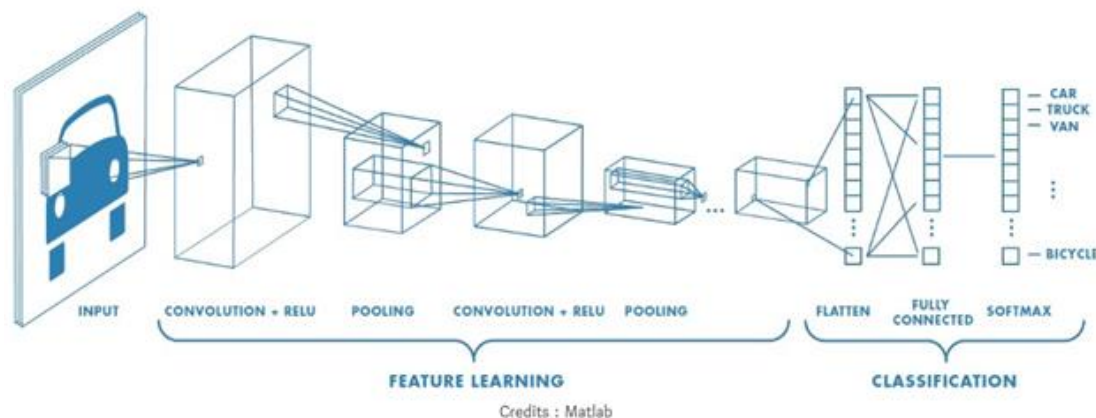 CAR
TRUCK
VAN
BICYCLE
INPUT
CONVOLUTION + RELU
POOLING
CONVOLUTION + RELU
POOLING
FLATTEN
FULLY
CONNECTED
SOFTMAX
FEATURE LEARNING
CLASSIFICATION
Credits : Matlab